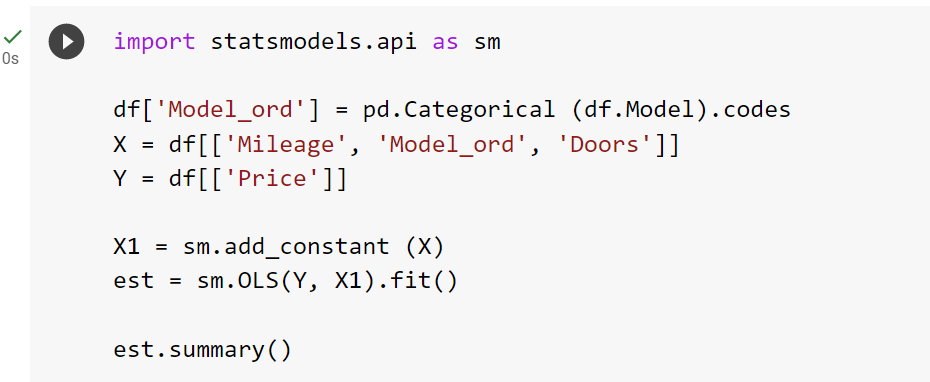 import statsmodels.api as sm
0s
df['Model_ord'] = pd.Categorical (df.Model).codes
X = df[['Mileage', 'Model_ord', 'Doors']]
Y = df[['Price']]
X1 = sm.add_constant (X)
est = sm.OLS(Y, X1).fit()
est.summary()